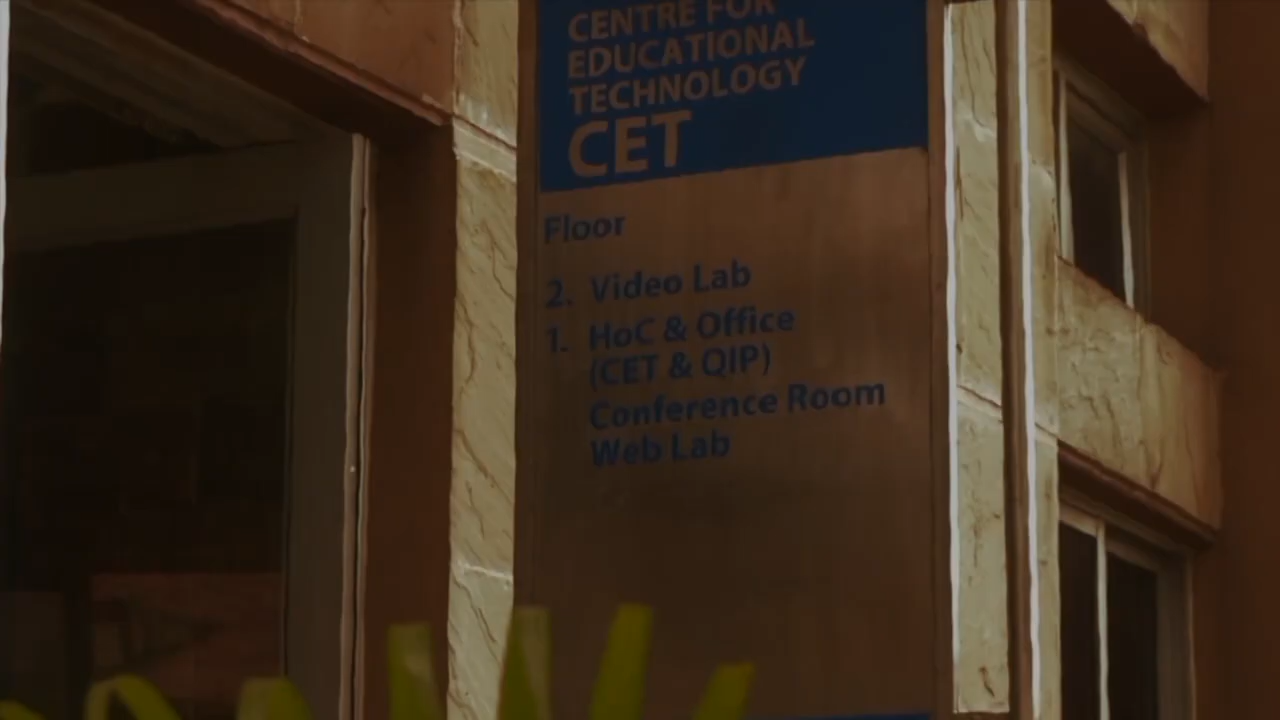 CENTRE FOR
EDUCATIONAL
TECHNOLOGY
CET
Floor
2. Video Lab
1. HoC & Office
(CET & QIP)
Conference Room
Web Lab